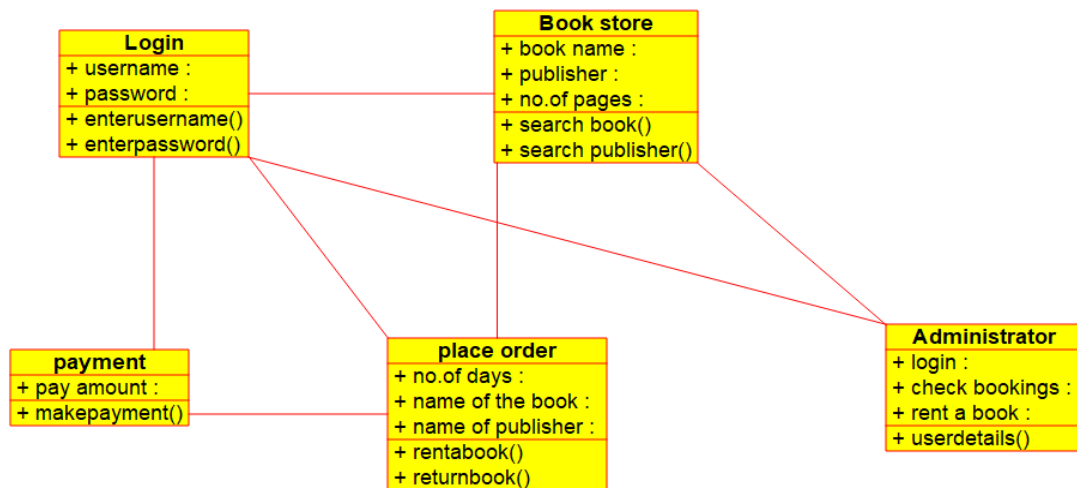 Login
+ username :
+ password :
+ enterusername()
+ enterpassword()
Book store
+ book name :
+ publisher :
+ no.of pages :
+ search book()
+ search publisher()
payment
+ pay amount :
+ makepayment()
place order
+ no.of days :
+ name of the book :
+ name of publisher :
+ rentabook()
+ returnbook()
Administrator
+ login :
+ check bookings :
+ rent a book :
+ userdetails()